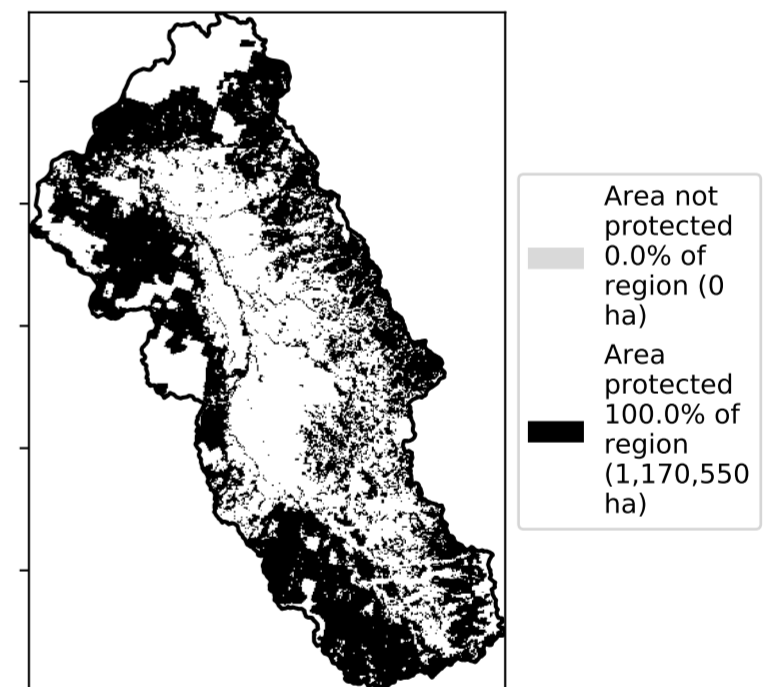 Area not
protected
0.0% of
region (0
ha)
Area
protected
100.0% of
region
(1,170,550
ha)